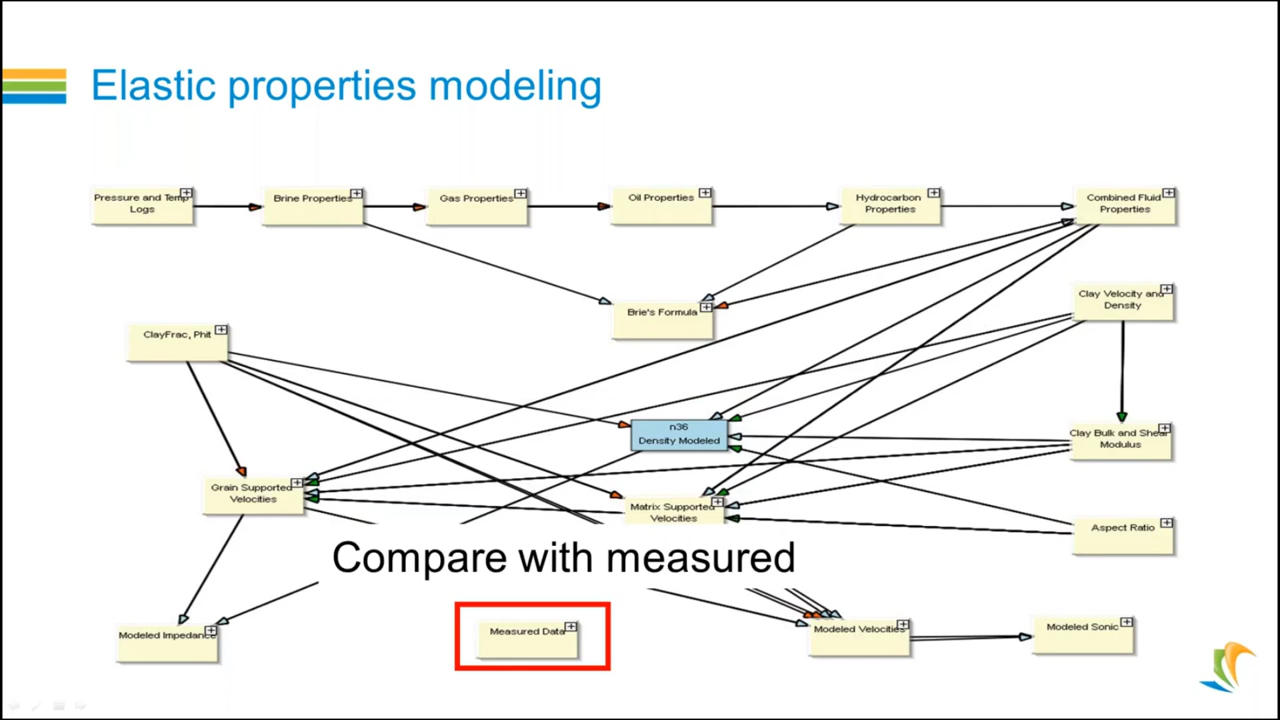 Elastic properties modeling
Pressure and Temp
Logs
Brine Properties
Gas Properties
Oil Properties
Hydrocarbon
Properties
Combined Fluid
Properties
Clay Velocity and
Density
Brie's Formula
ClayFrac, Phit
n36
Density Modeled
Clay Bulk and Shear
Modulus
Grain Supported
Velocities
Matrix Supported
Velocities
Aspect Ratio
Compare with measured
Modeled Impedance
Measured Data
Modeled Velocities
Modeled Sonic